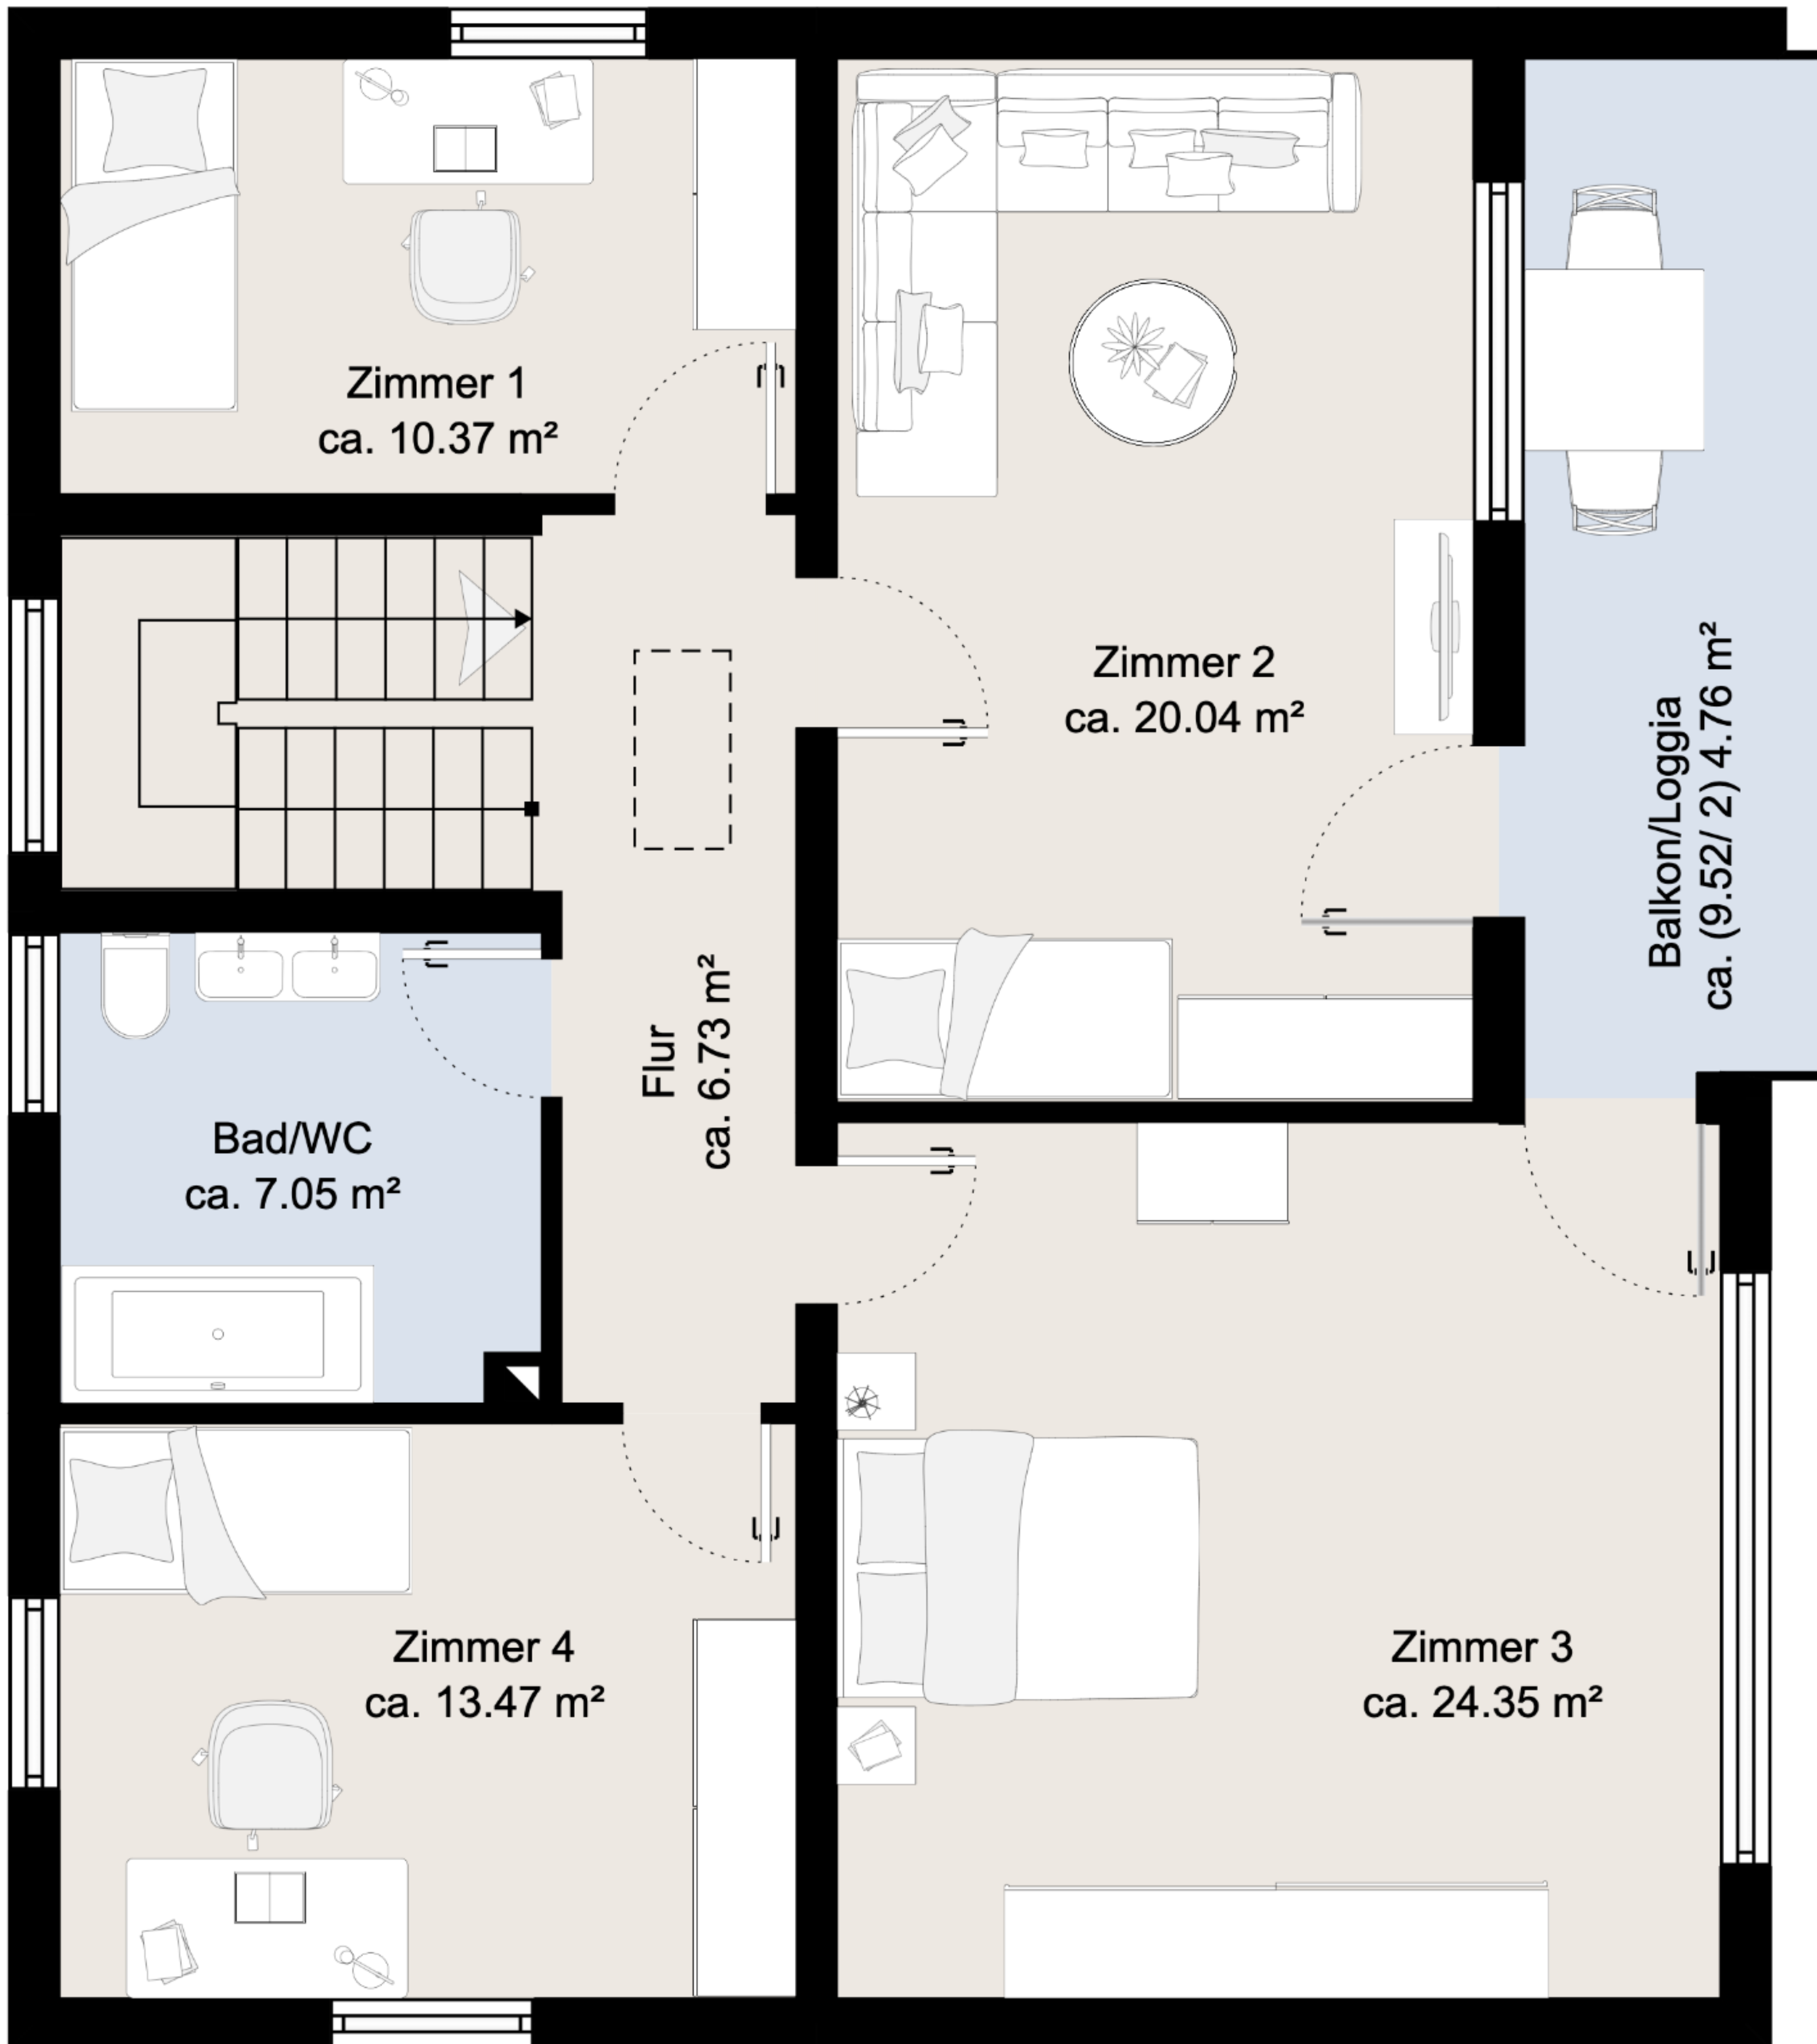 Zimmer 1
ca. 10.37 m²
Zimmer 2
ca. 20.04 m²
Balkon/Loggia
ca. (9.52/ 2) 4.76 m²
Flur
ca. 6.73 m²
Bad/WC
ca. 7.05 m²
Zimmer 4
ca. 13.47 m²
Zimmer 3
ca. 24.35 m²